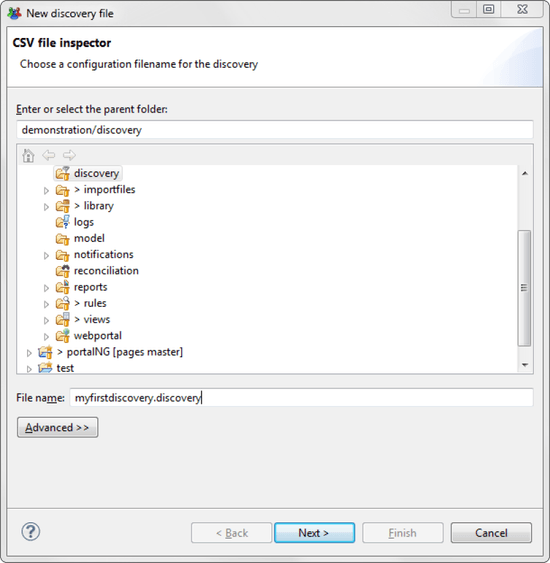 New discovery file
CSV file inspector
Choose a configuration filename for the discovery
Enter or select the parent folder:
demonstration/discovery
discovery
> importfiles
> library
logs
model
notifications
reconciliation
reports
> rules
> views
webportal
> portalNG [pages master]
test
File name: myfirstdiscovery.discovery
Advanced >>
? < Back Next > Finish Cancel